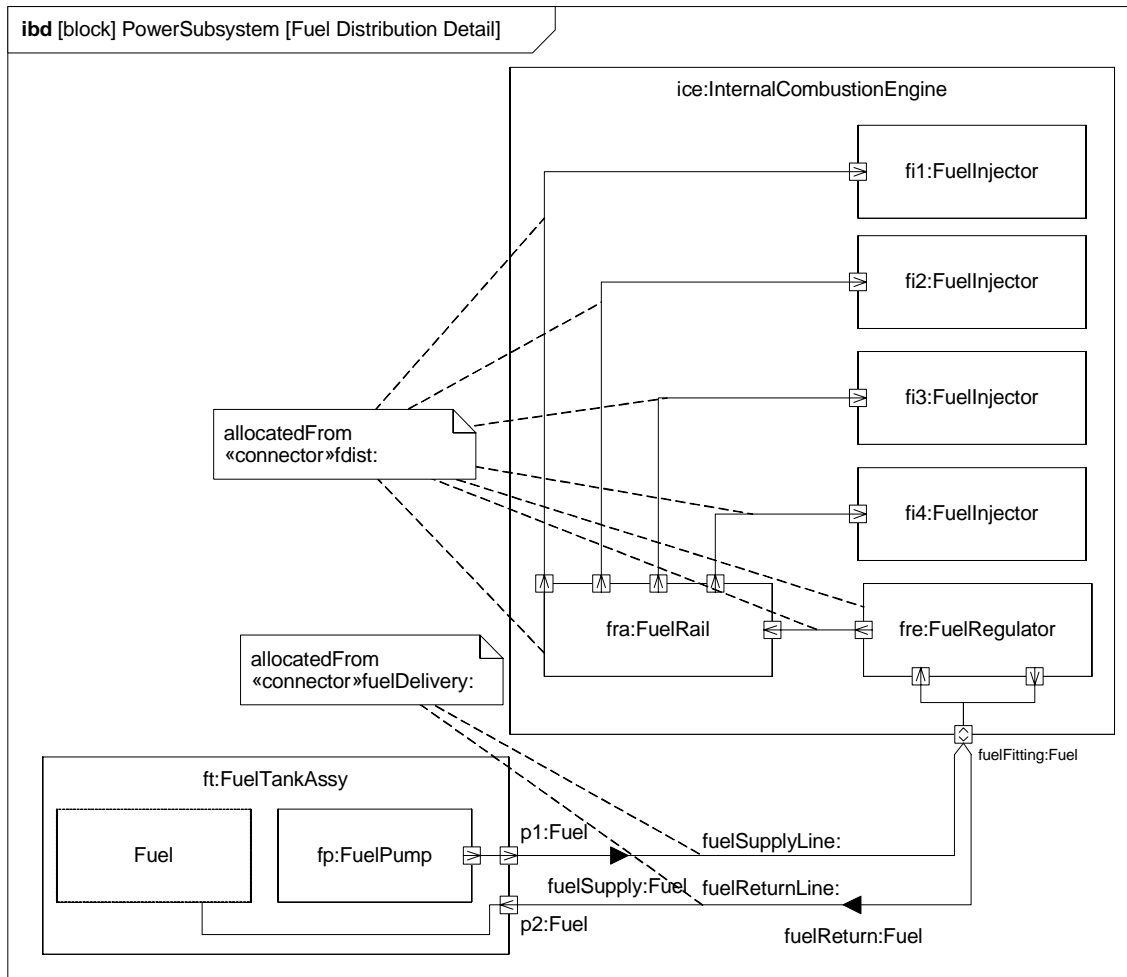 ibd [block] PowerSubsystem [Fuel Distribution Detail]
ice:InternalCombustionEngine
fi1:FuelInjector
fi2:FuelInjector
fi3:FuelInjector
allocatedFrom
«connector»fdist:
fi4:FuelInjector
fra:FuelRail
fre:FuelRegulator
allocatedFrom
«connector»fuelDelivery:
fuelFitting:Fuel
ft:FuelTankAssy
Fuel
fp:FuelPump
p1:Fuel
fuelSupplyLine:
fuelSupply:Fuel
fuelReturnLine:
p2:Fuel
fuelReturn:Fuel